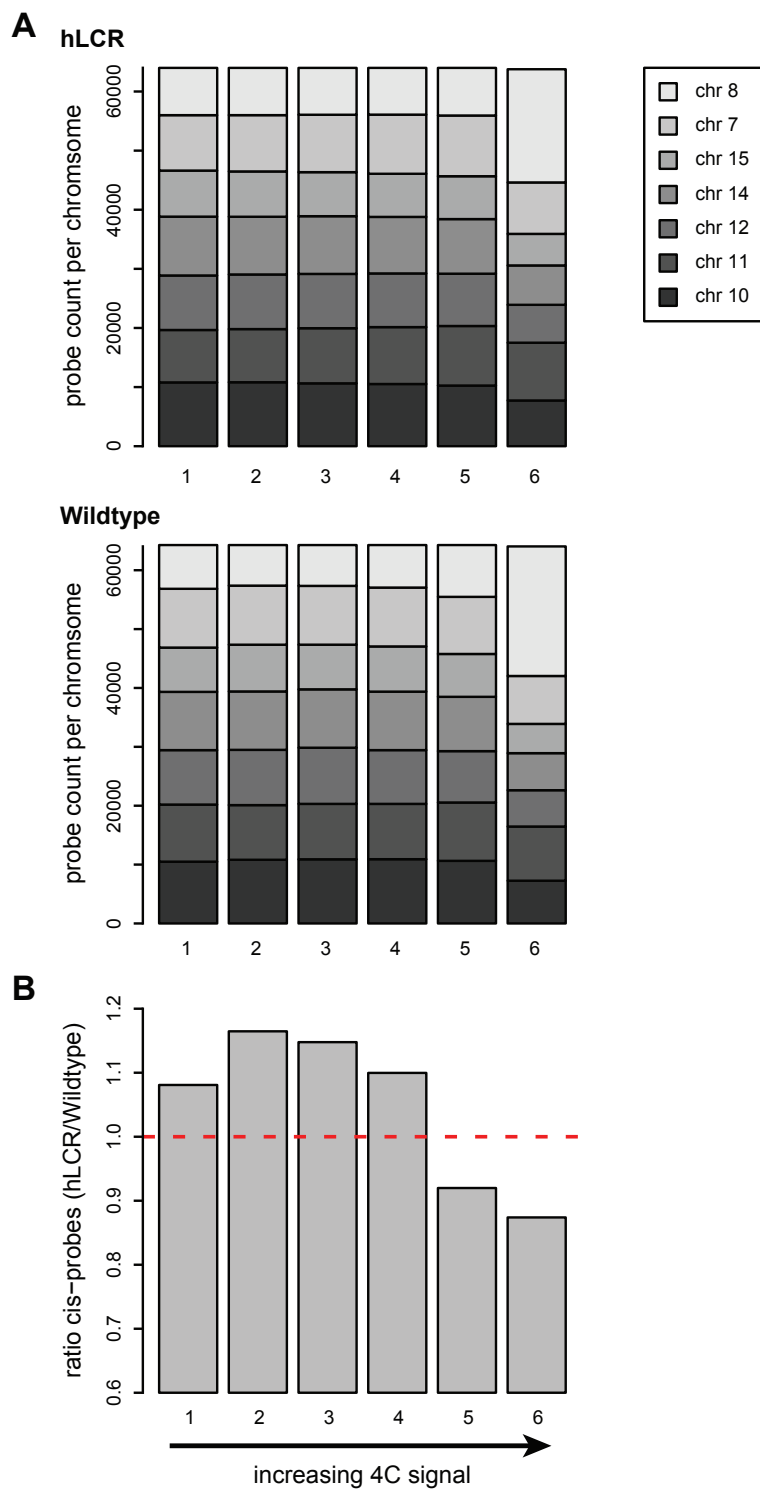 A
hLCR
probe count per chromsome
0
20000
40000
60000
1 2 3 4 5 6
chr 8
chr 7
chr 15
chr 14
chr 12
chr 11
chr 10
Wildtype
probe count per chromosome
0
20000
40000
60000
1 2 3 4 5 6
B
ratio cis−probes (hLCR/Wildtype)
0.6
0.7
0.8
0.9
1.0
1.1
1.2
1 2 3 4 5 6
increasing 4C signal